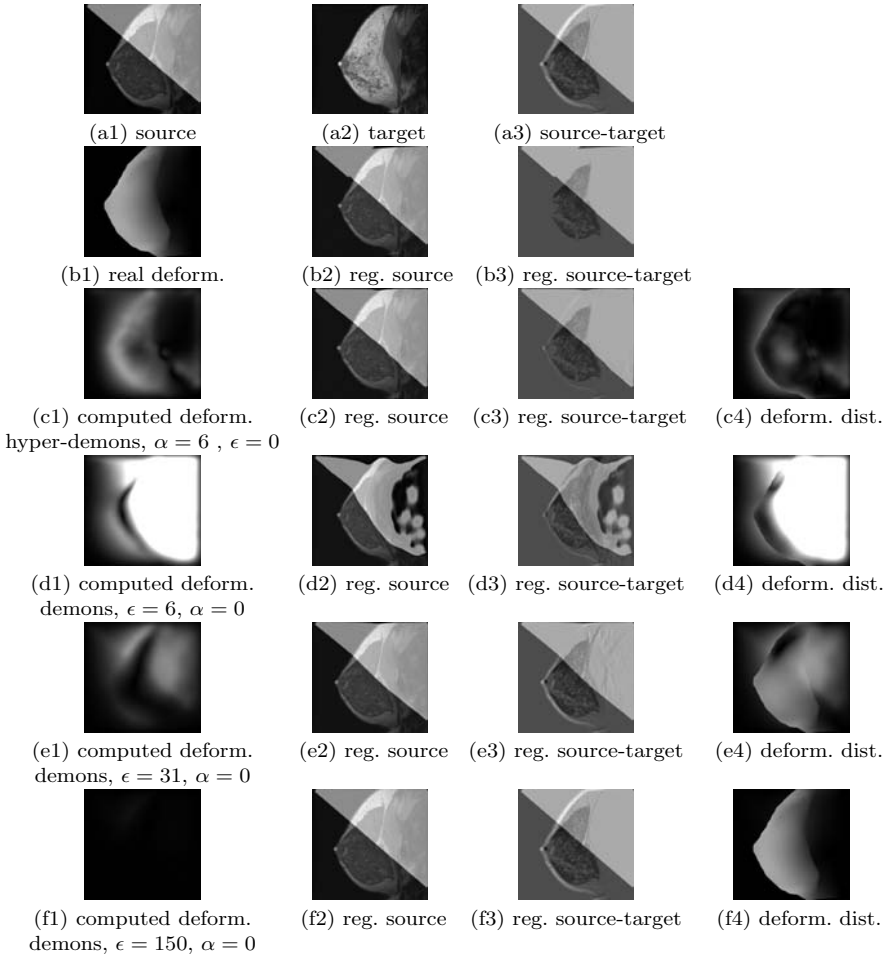 (a1) source
(a2) target
(a3) source-target
(b1) real deform.
(b2) reg. source
(b3) reg. source-target
(c1) computed deform.
hyper-demons, α = 6 , ϵ = 0
(c2) reg. source
(c3) reg. source-target
(c4) deform. dist.
(d1) computed deform.
demons, ϵ = 6, α = 0
(d2) reg. source
(d3) reg. source-target
(d4) deform. dist.
(e1) computed deform.
demons, ϵ = 31, α = 0
(e2) reg. source
(e3) reg. source-target
(e4) deform. dist.
(f1) computed deform.
demons, ϵ = 150, α = 0
(f2) reg. source
(f3) reg. source-target
(f4) deform. dist.